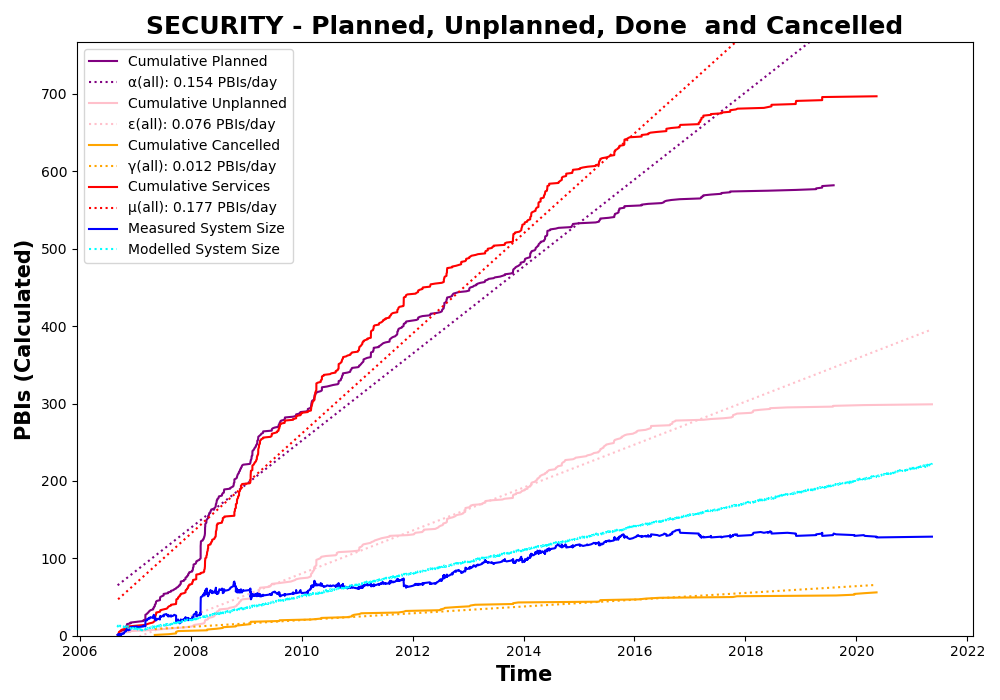 SECURITY - Planned, Unplanned, Done  and Cancelled
Cumulative Planned
α(all): 0.154 PBIs/day
Cumulative Unplanned
ε(all): 0.076 PBIs/day
Cumulative Cancelled
γ(all): 0.012 PBIs/day
Cumulative Services
μ(all): 0.177 PBIs/day
Measured System Size
Modelled System Size
PBIs (Calculated)
700
600
500
400
300
200
100
0
2006 2008 2010 2012 2014 2016 2018 2020 2022
Time